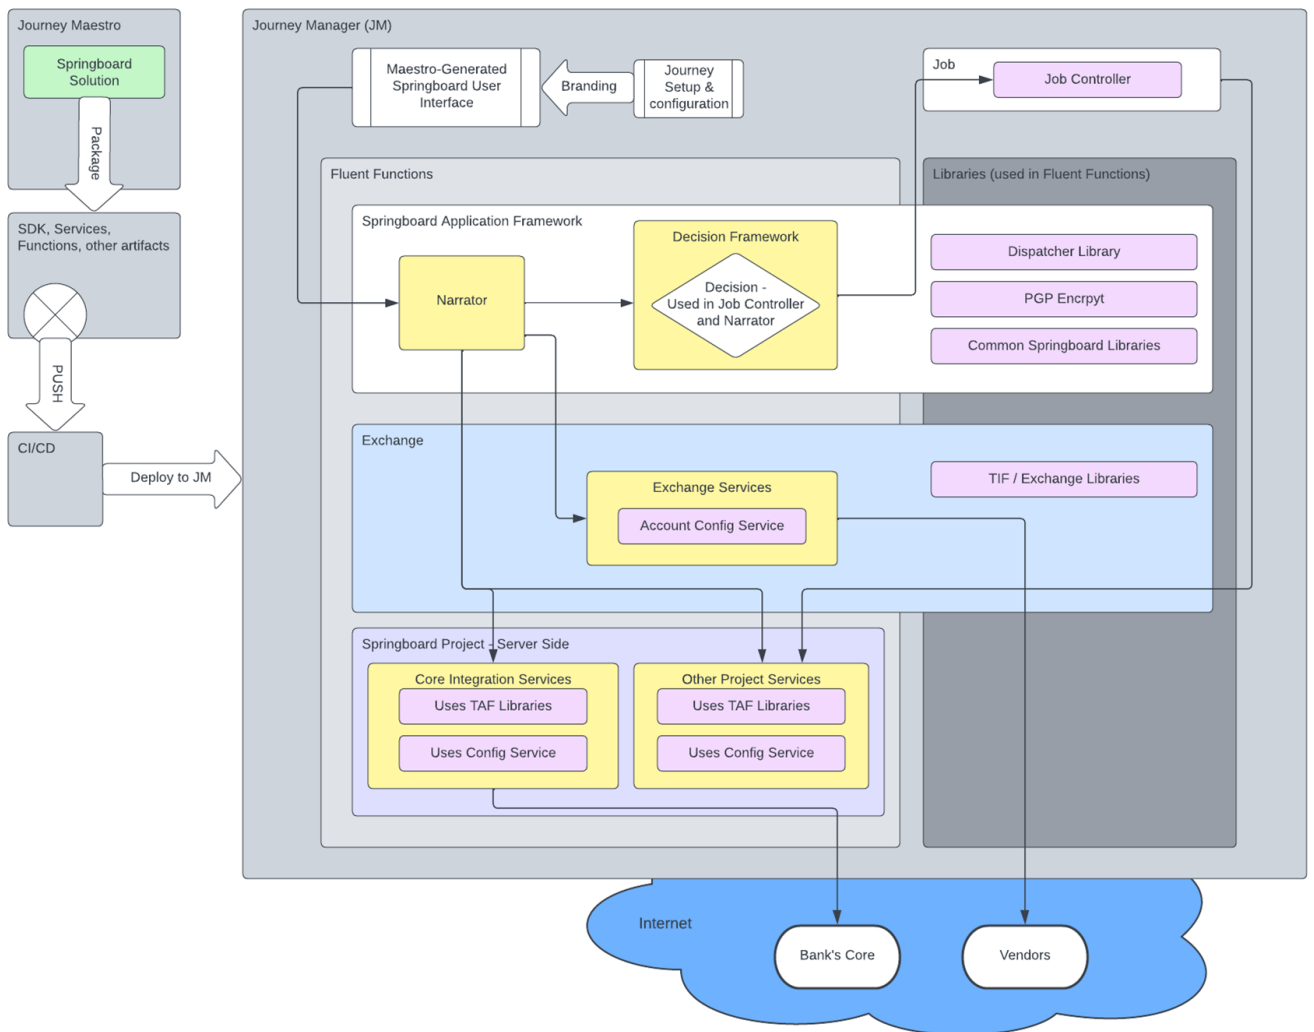 Journey Maestro
Springboard
Solution
Package
SDK, Services,
Functions, other artifacts
PUSH
CI/CD
Deploy to JM
Journey Manager (JM)
Maestro-Generated
Springboard User
Interface
Branding
Journey
Setup &
configuration
Job
Job Controller
Fluent Functions
Libraries (used in Fluent Functions)
Springboard Application Framework
Narrator
Decision Framework
Decision -
Used in Job Controller
and Narrator
Dispatcher Library
PGP Encrpyt
Common Springboard Libraries
Exchange
Exchange Services
Account Config Service
TIF / Exchange Libraries
Springboard Project - Server Side
Core Integration Services
Uses TAF Libraries
Uses Config Service
Other Project Services
Uses TAF Libraries
Uses Config Service
Internet
Bank's Core
Vendors